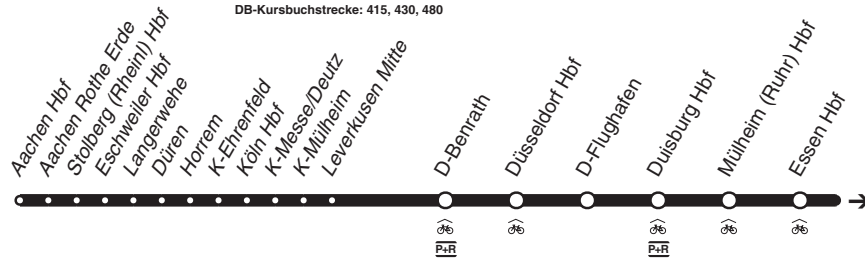 DB-Kursbuchstrecke: 415, 430, 480
Aachen Hbf
Aachen Rothe Erde
Stolberg (Rheinl) Hbf
Eschweiler Hbf
Langerwehe
Düren
Horrem
K-Ehrenfeld
Köln Hbf
K-Messe/Deutz
K-Mülheim
Leverkusen Mitte
D-Benrath
Düsseldorf Hbf
D-Flughafen
Duisburg Hbf
Mülheim (Ruhr) Hbf
Essen Hbf
P+R
P+R